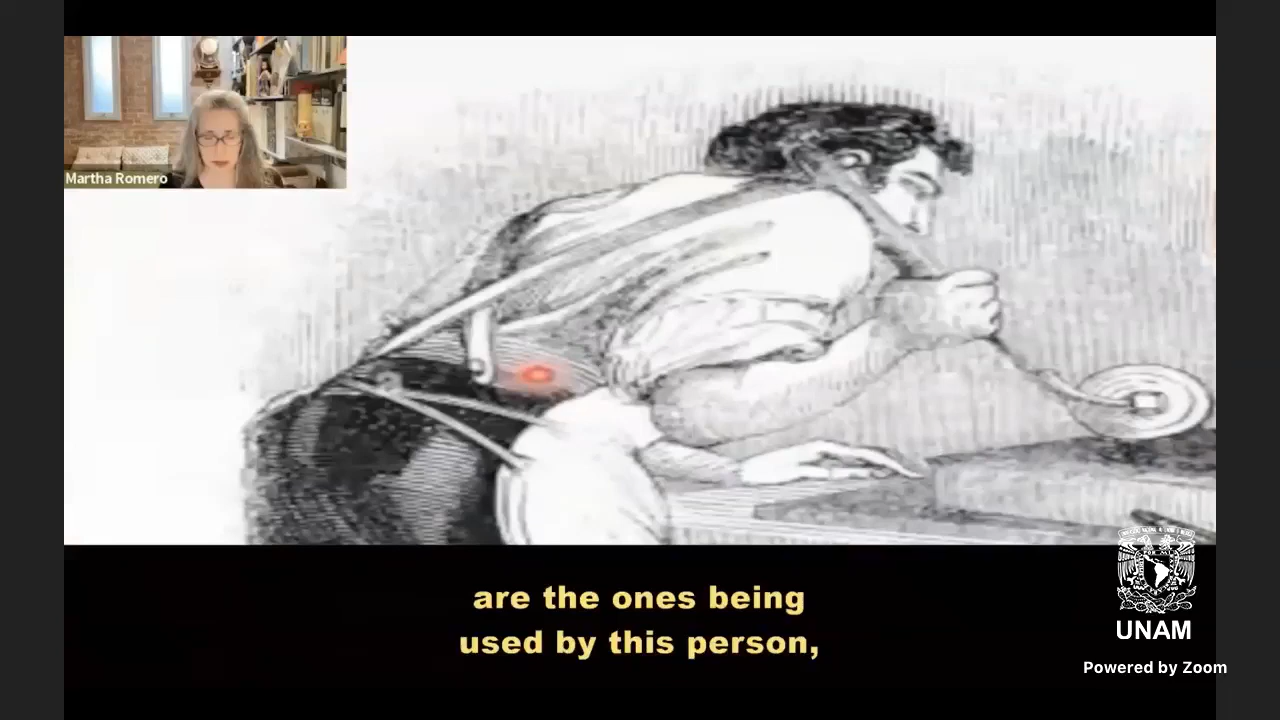 Martha Romero
are the ones being
used by this person,
UNAM
Powered by Zoom